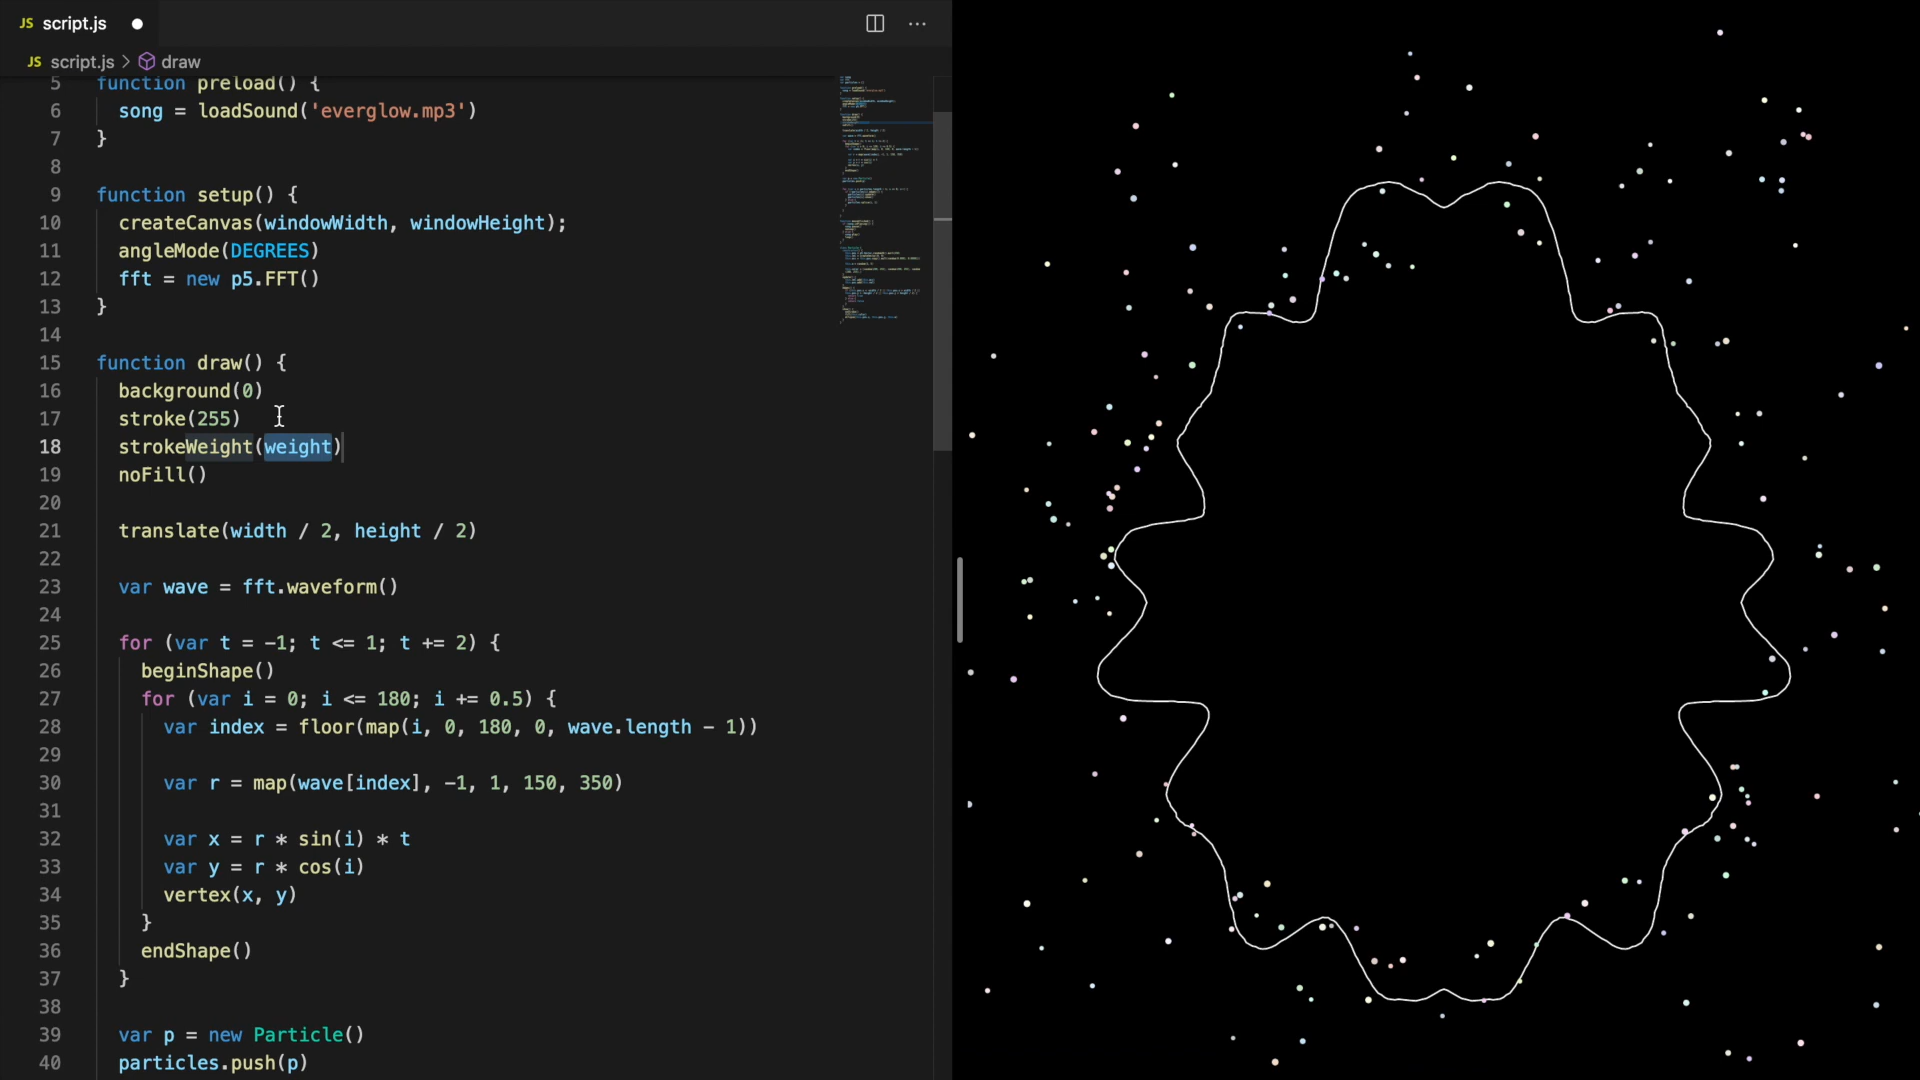 JS script.js
JS script.js > draw
5 function preload() {
6 song = loadSound('everglow.mp3')
7 }
8
9 function setup() {
10 createCanvas(windowWidth, windowHeight);
11 angleMode(DEGREES)
12 fft = new p5.FFT()
13 }
14
15 function draw() {
16 background(0)
17 stroke(255)
18 strokeWeight(weight)
19 noFill()
20
21 translate(width / 2, height / 2)
22
23 var wave = fft.waveform()
24
25 for (var t = -1; t <= 1; t += 2) {
26 beginShape()
27 for (var i = 0; i <= 180; i += 0.5) {
28 var index = floor(map(i, 0, 180, 0, wave.length - 1))
29
30 var r = map(wave[index], -1, 1, 150, 350)
31
32 var x = r * sin(i) * t
33 var y = r * cos(i)
34 vertex(x, y)
35 }
36 endShape()
37 }
38
39 var p = new Particle()
40 particles.push(p)